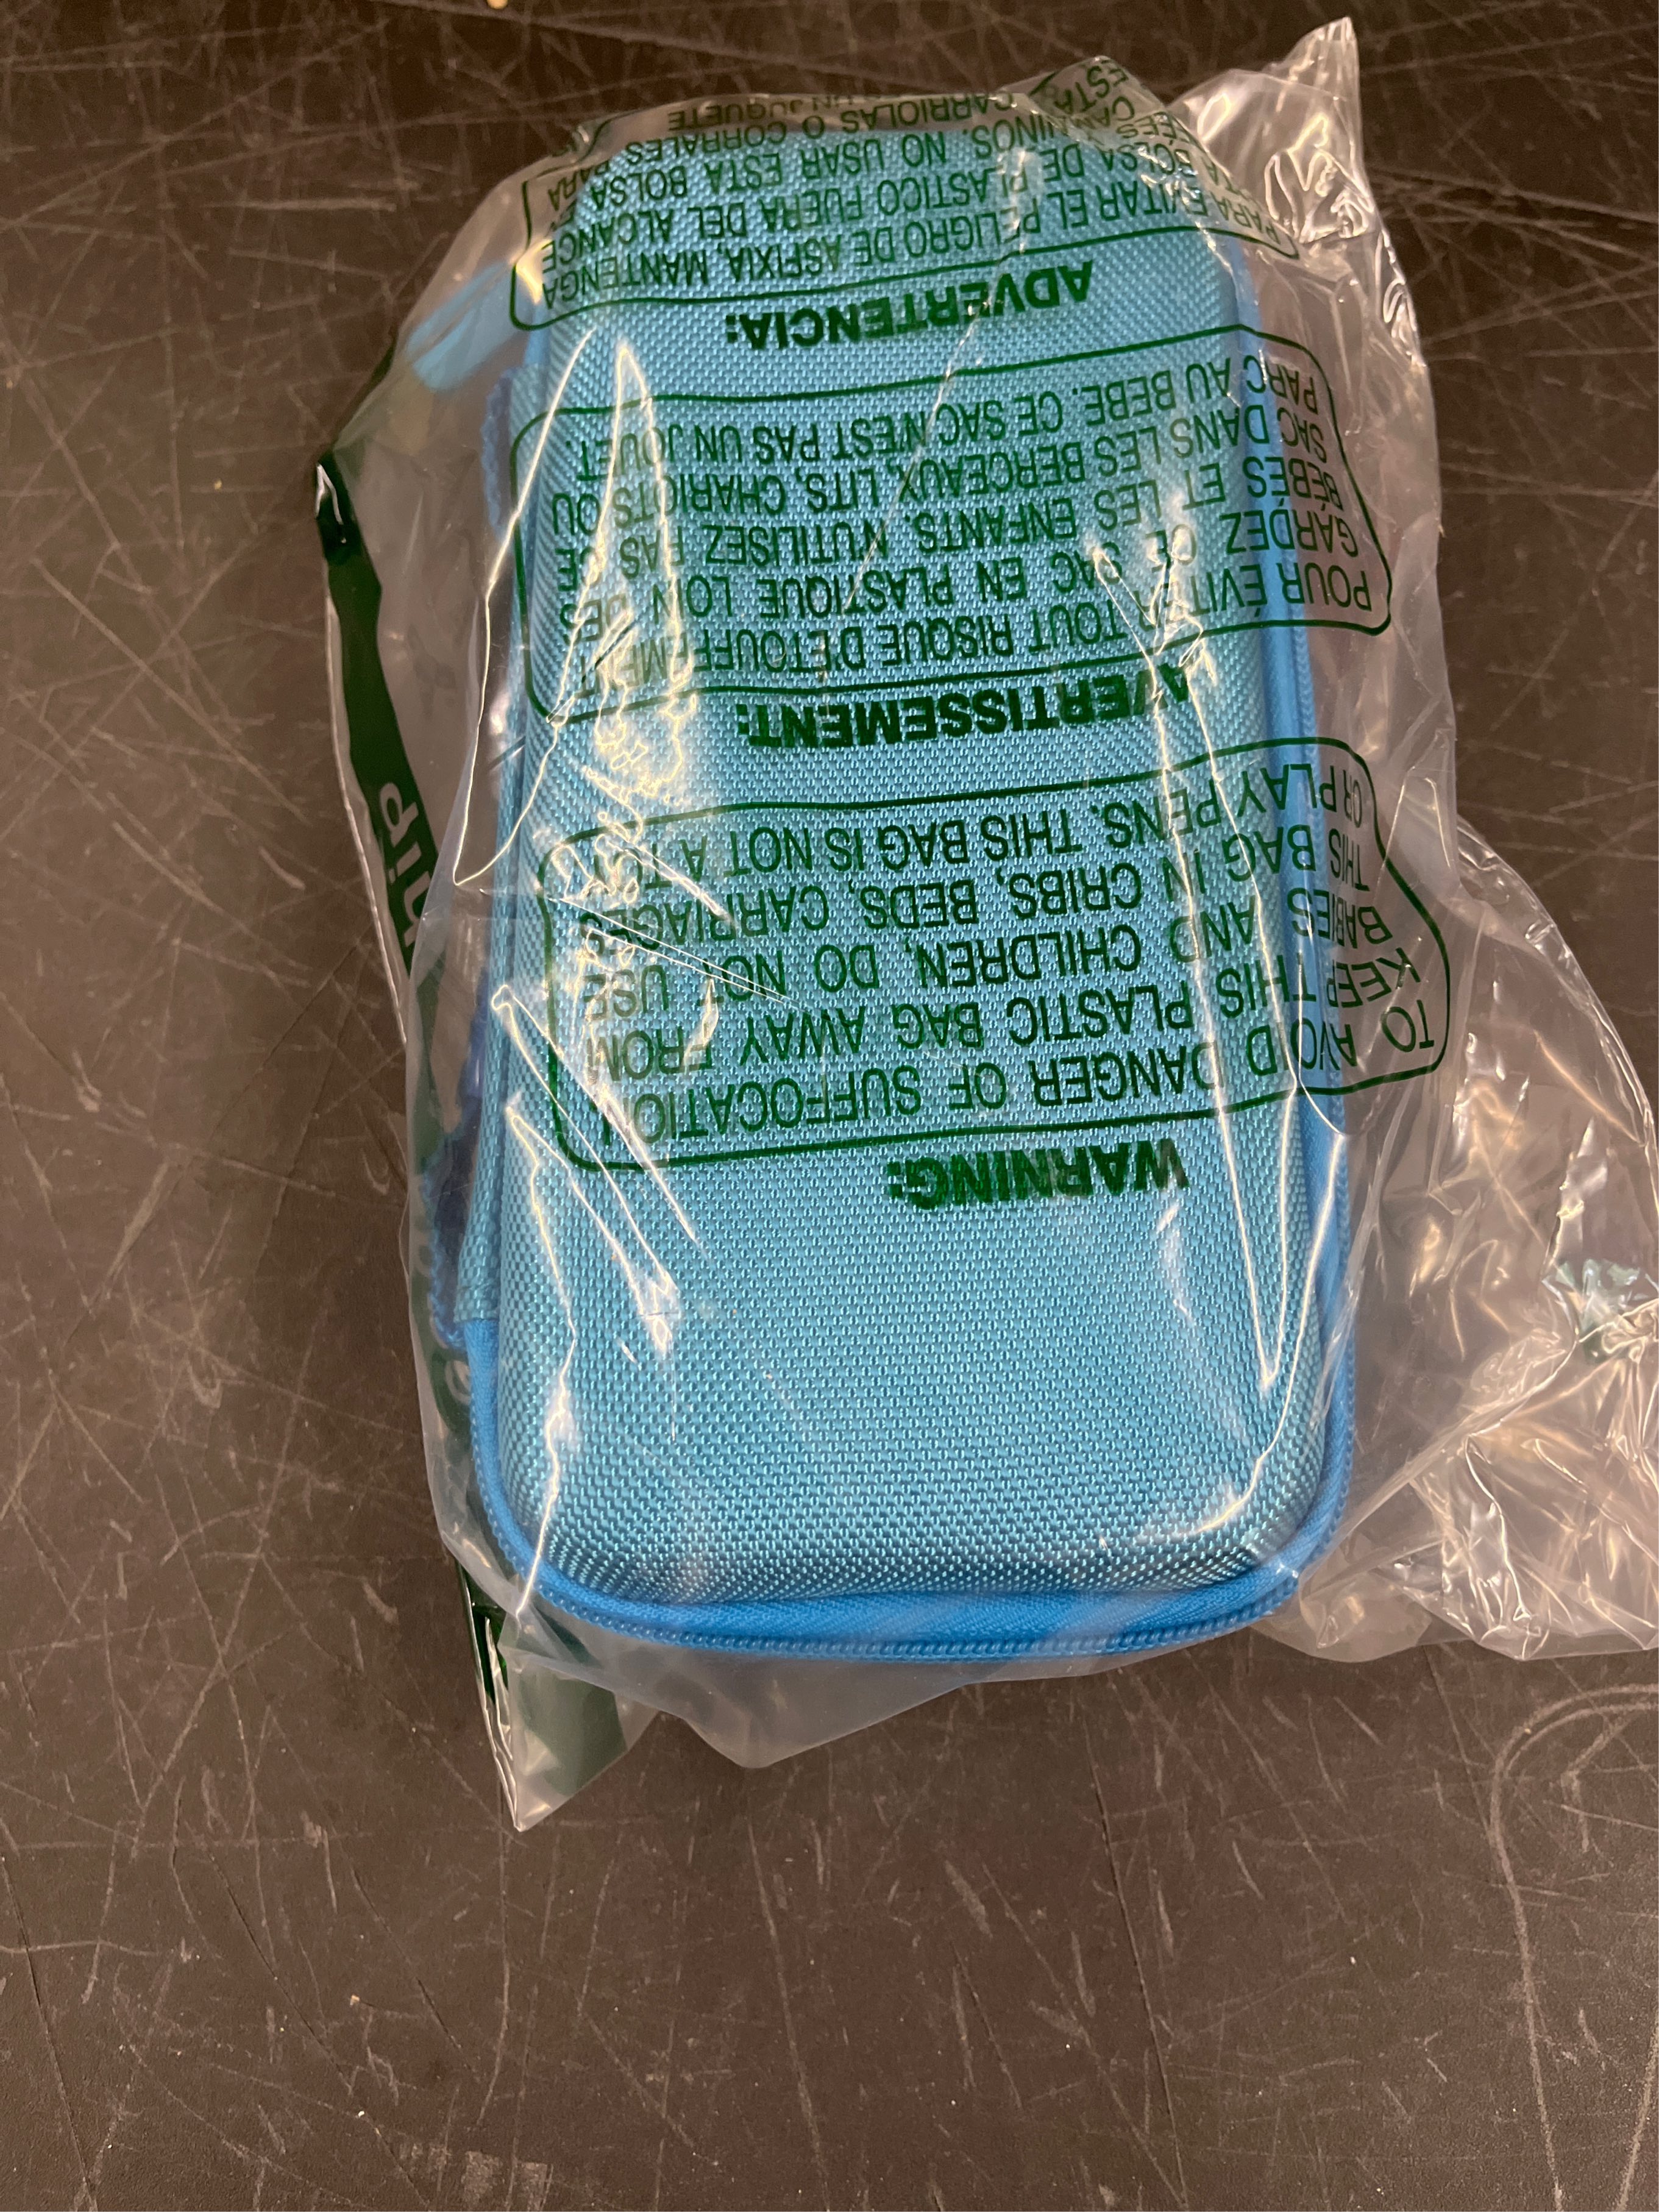 WARNING:
TO AVOID DANGER OF SUFFOCATION
KEEP THIS PLASTIC BAG AWAY FROM
BABIES AND CHILDREN, DO NOT USE
THIS BAG IN CRIBS, BEDS, CARRIAGES
OR PLAY PENS. THIS BAG IS NOT A
AVERTISSEMENT:
POUR ÉVITER TOUT RISQUE D'ÉTOUFFEMENT
GARDEZ CE SAC EN PLASTIQUE LOIN DES
BÉBÉS ET LES ENFANTS. N'UTILISEZ PAS CE
SAC DANS LES BERCEAUX, LITS, CHARIOTS OU
PARC AU BEBE. CE SAC N'EST PAS UN JOUET.
ADVERTENCIA:
PARA EVITAR EL PELIGRO DE ASFIXIA, MANTENGA
ESTA BOLSA DE PLASTICO FUERA DEL ALCANCE
NINOS. NO USAR ESTA BOLSA PARA
CARRIOLAS O CORRALES
ESTA UN JUGUETE